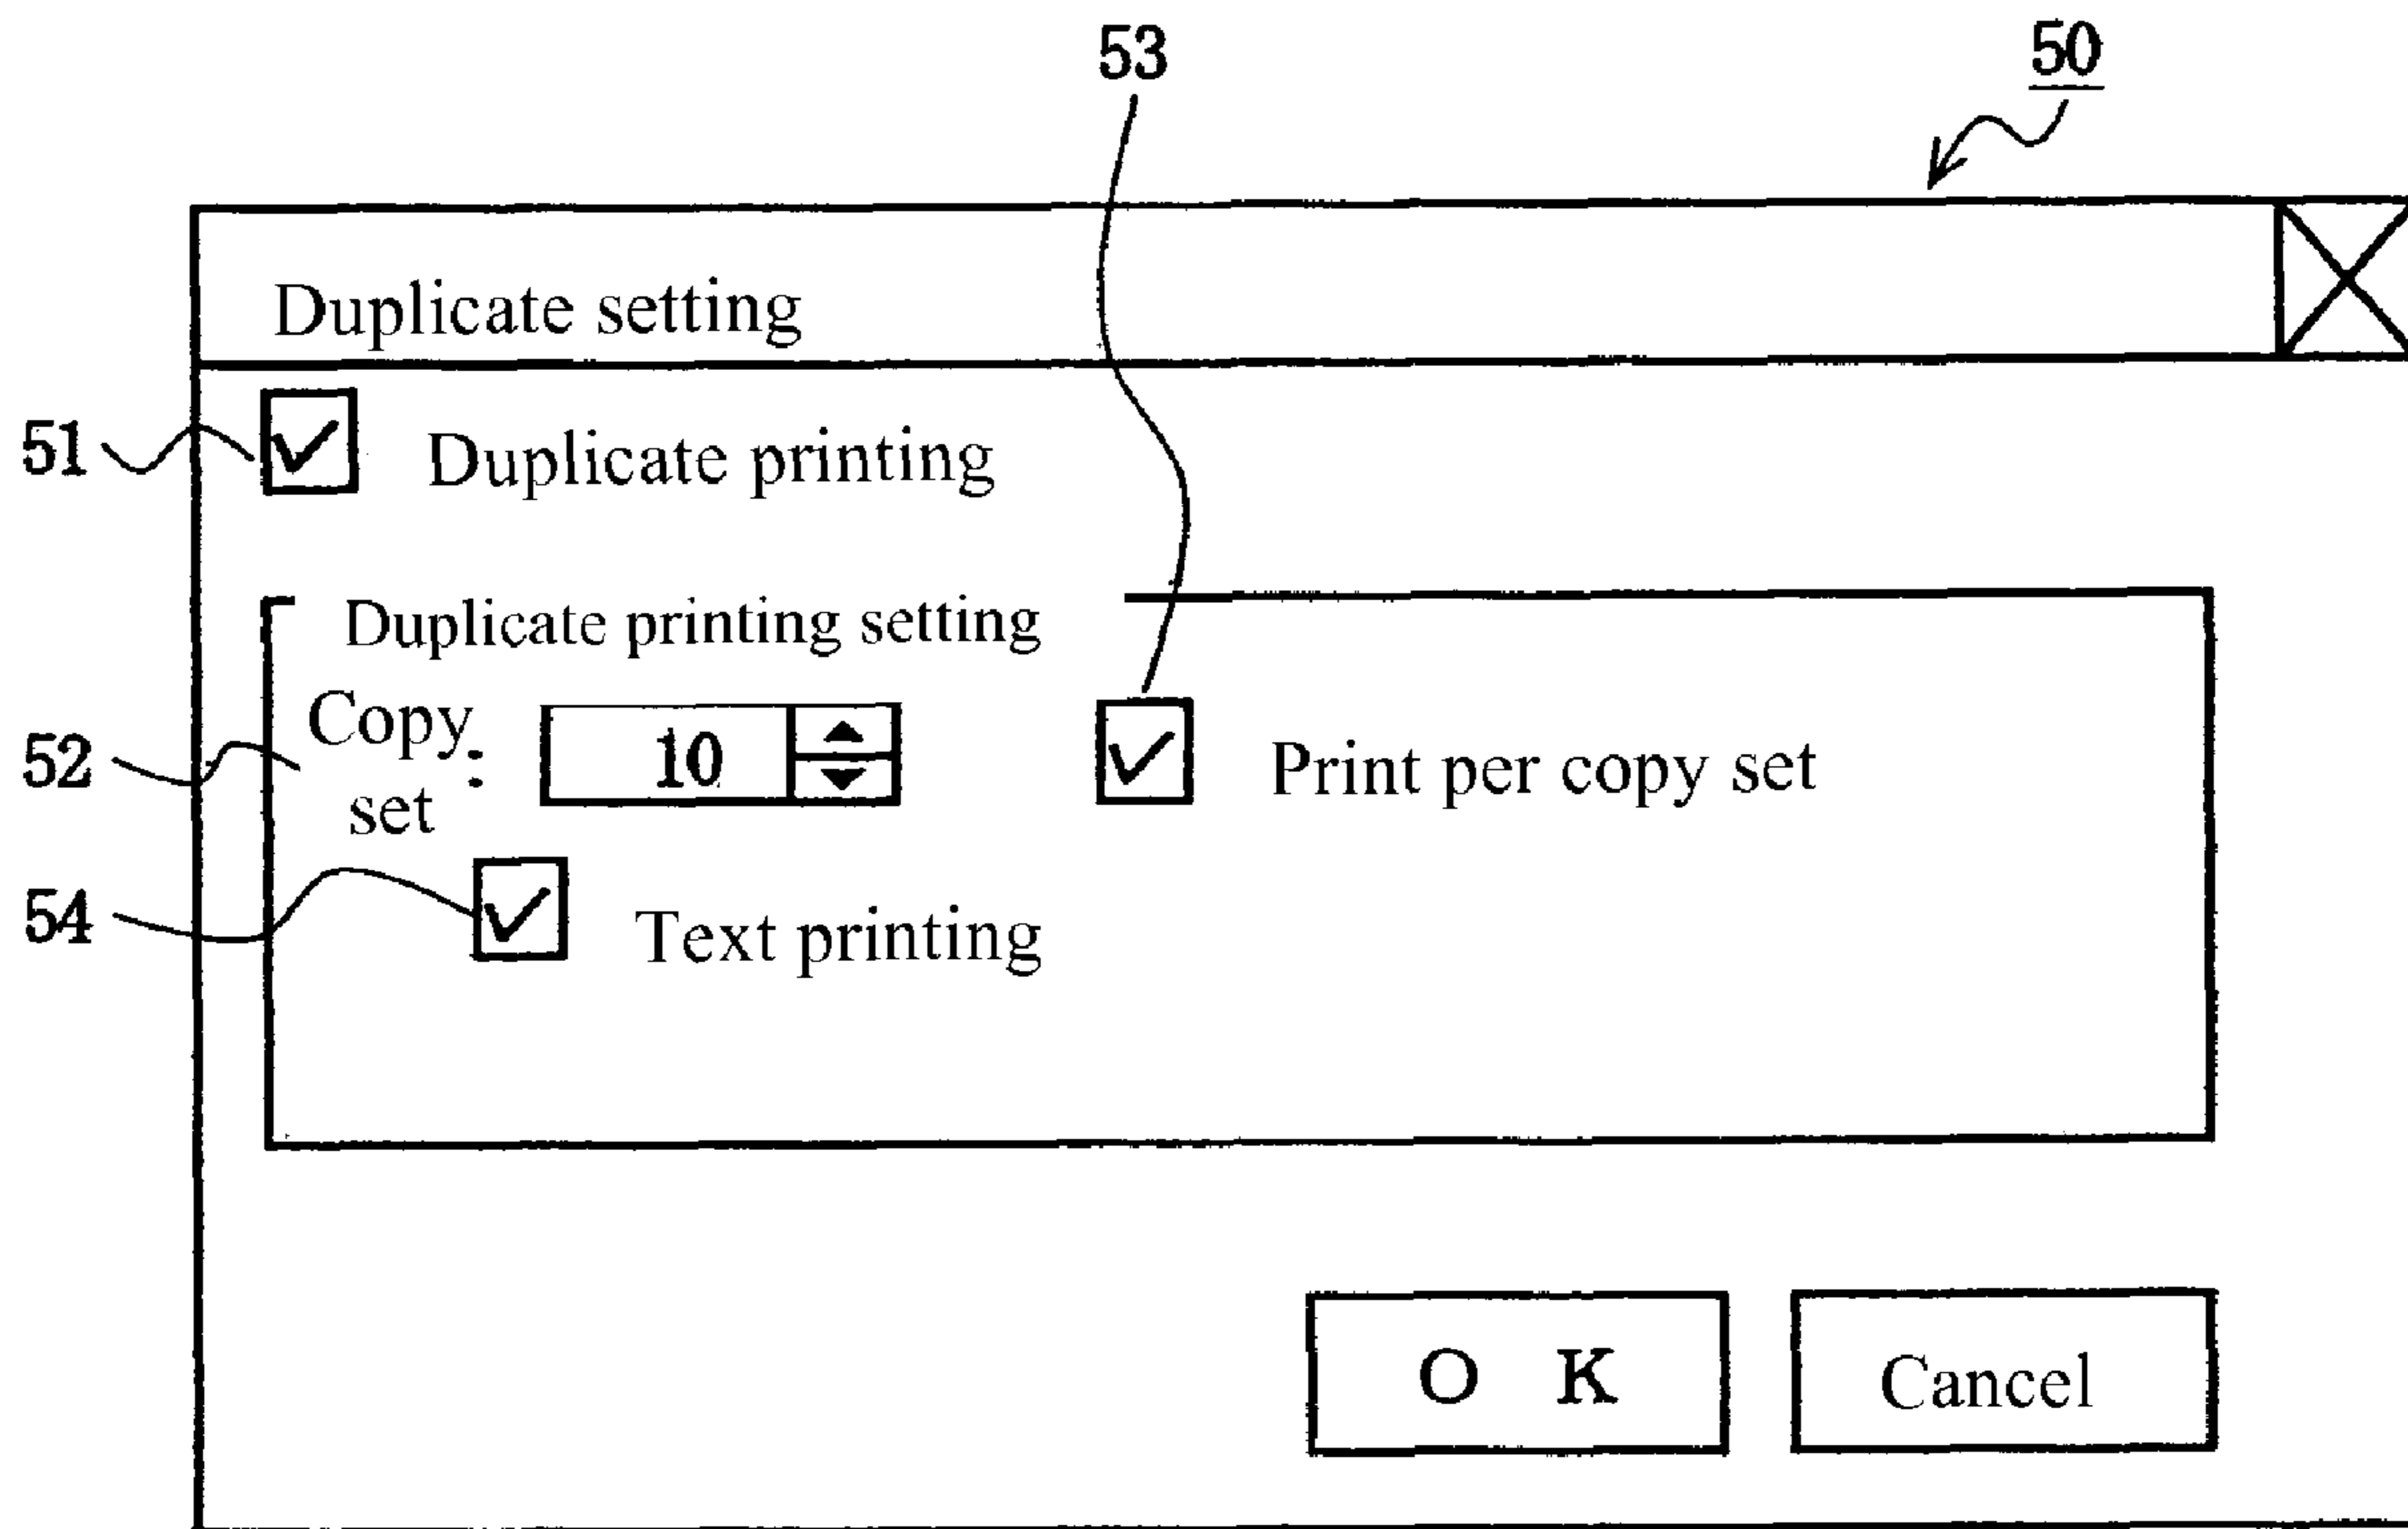 53
50
Duplicate setting
51
Duplicate printing
Duplicate printing setting
52
Copy set :
10
Print per copy set
54
Text printing
O K
Cancel